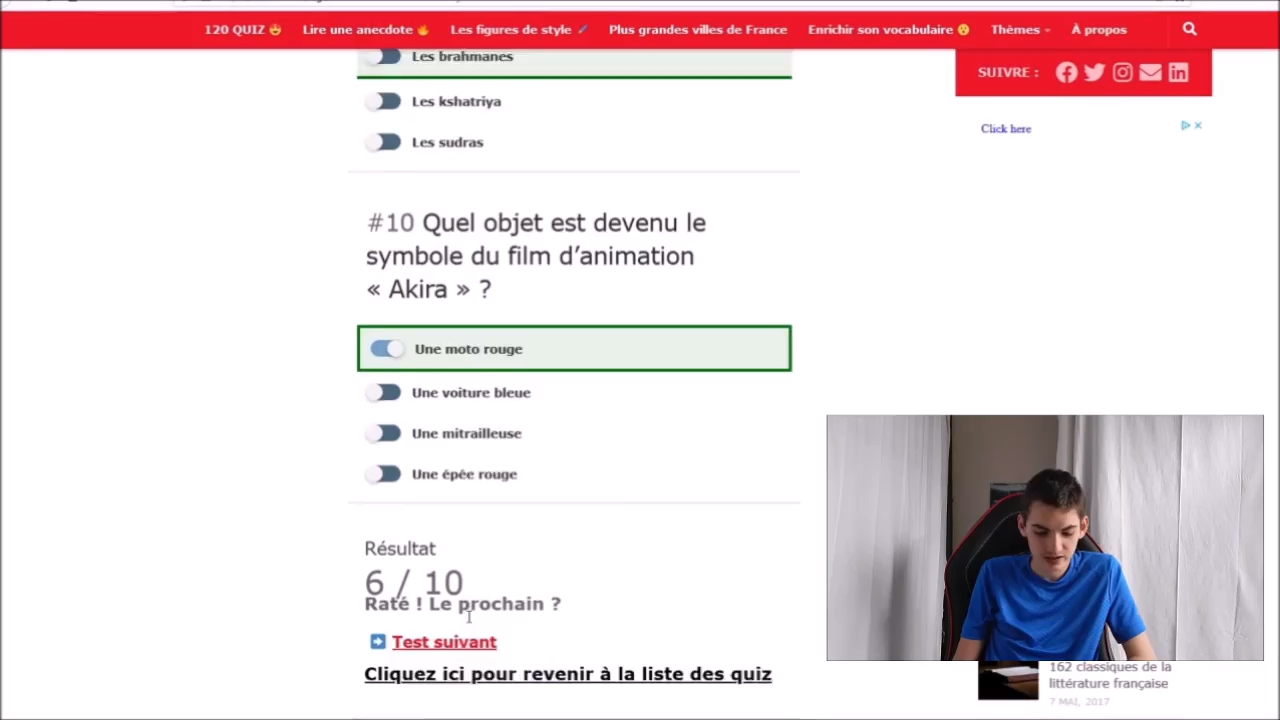 120 QUIZ Lire une anecdote Les figures de style Plus grandes villes de France Enrichir son vocabulaire Thèmes À propos
SUIVRE :
Click here
Les brahmanes
Les kshatriya
Les sudras
#10 Quel objet est devenu le
symbole du film d’animation
« Akira » ?
Une moto rouge
Une voiture bleue
Une mitrailleuse
Une épée rouge
Résultat
6 / 10
Raté ! Le prochain ?
Test suivant
Cliquez ici pour revenir à la liste des quiz
162 classiques de la
littérature française
7 MAI, 2017